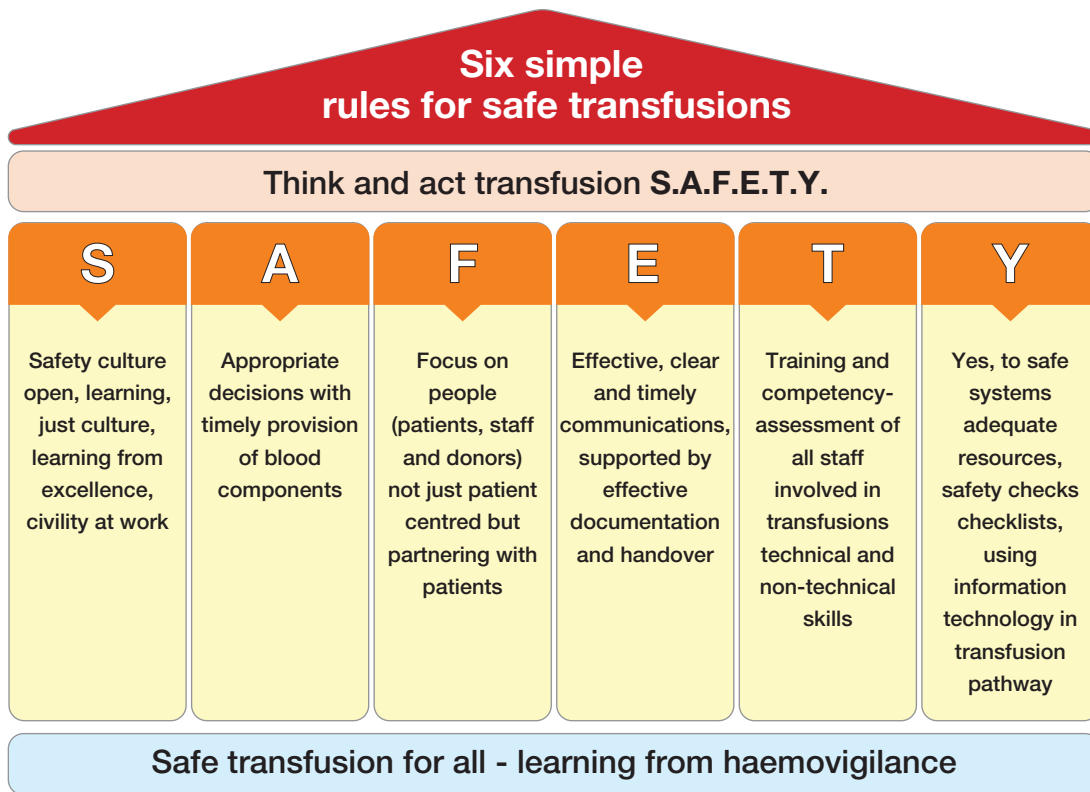 Six simple
rules for safe transfusions
Think and act transfusion S.A.F.E.T.Y.
S
Safety culture
open, learning,
just culture,
learning from
excellence,
civility at work
A
Appropriate
decisions with
timely provision
of blood
components
F
Focus on
people
(patients, staff
and donors)
not just patient
centred but
partnering with
patients
E
Effective, clear
and timely
communications,
supported by
effective
documentation
and handover
T
Training and
competency-
assessment of
all staff
involved in
transfusions
technical and
non-technical
skills
Y
Yes, to safe
systems
adequate
resources,
safety checks
checklists,
using
information
technology in
transfusion
pathway
Safe transfusion for all - learning from haemovigilance